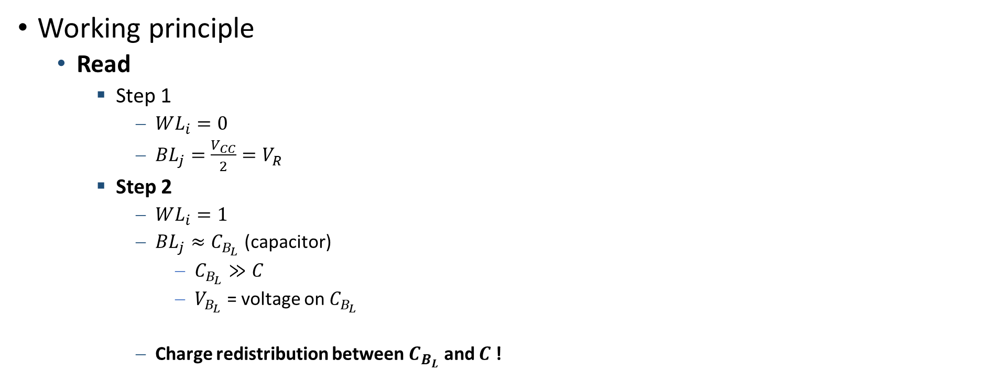 • Working principle
• Read
▪ Step 1
– $WL_i = 0$
– $BL_j = \frac{V_{CC}}{2} = V_R$
▪ Step 2
– $WL_i = 1$
– $BL_j \approx C_{B_L}$ (capacitor)
– $C_{B_L} \gg C$
– $V_{B_L}$ = voltage on $C_{B_L}$
– Charge redistribution between $C_{B_L}$ and $C$ !